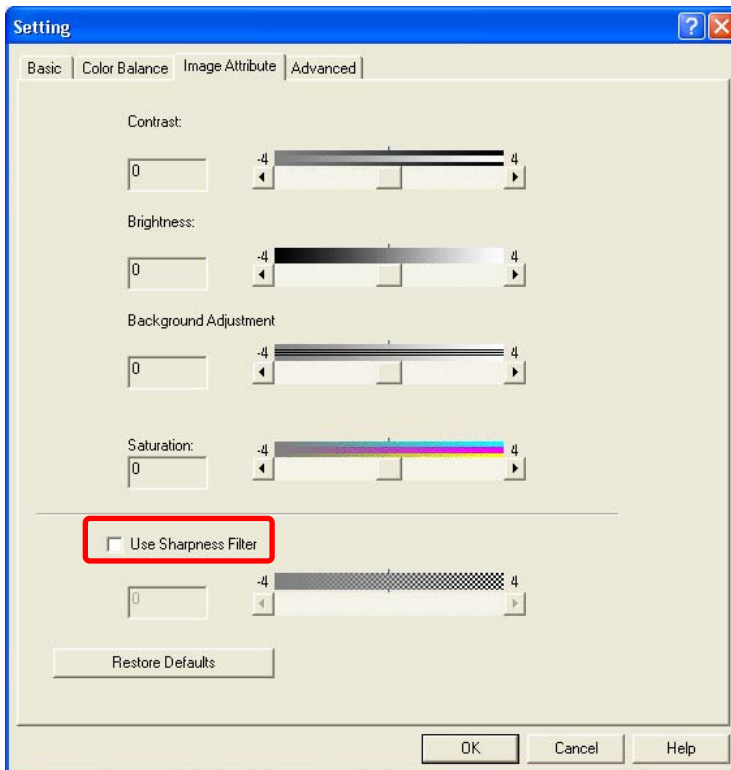 Setting
Basic Color Balance Image Attribute Advanced
Contrast:
0 -4 4
Brightness:
0 -4 4
Background Adjustment
0 -4 4
Saturation:
0 -4 4
Use Sharpness Filter
0 -4 4
Restore Defaults
OK Cancel Help